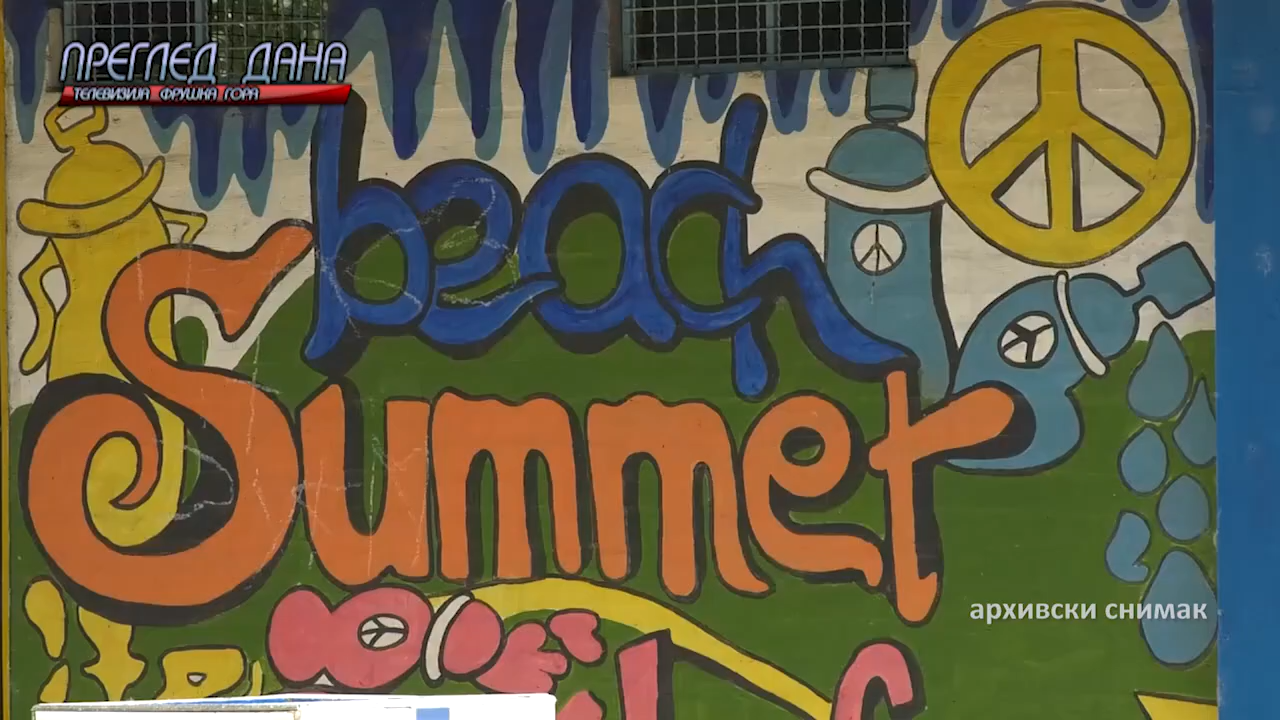 ПРЕГЛЕД ДАНА
ТЕЛЕВИЗИЈА ФРУШКА ГОРА
beach
Summer
архивски снимак